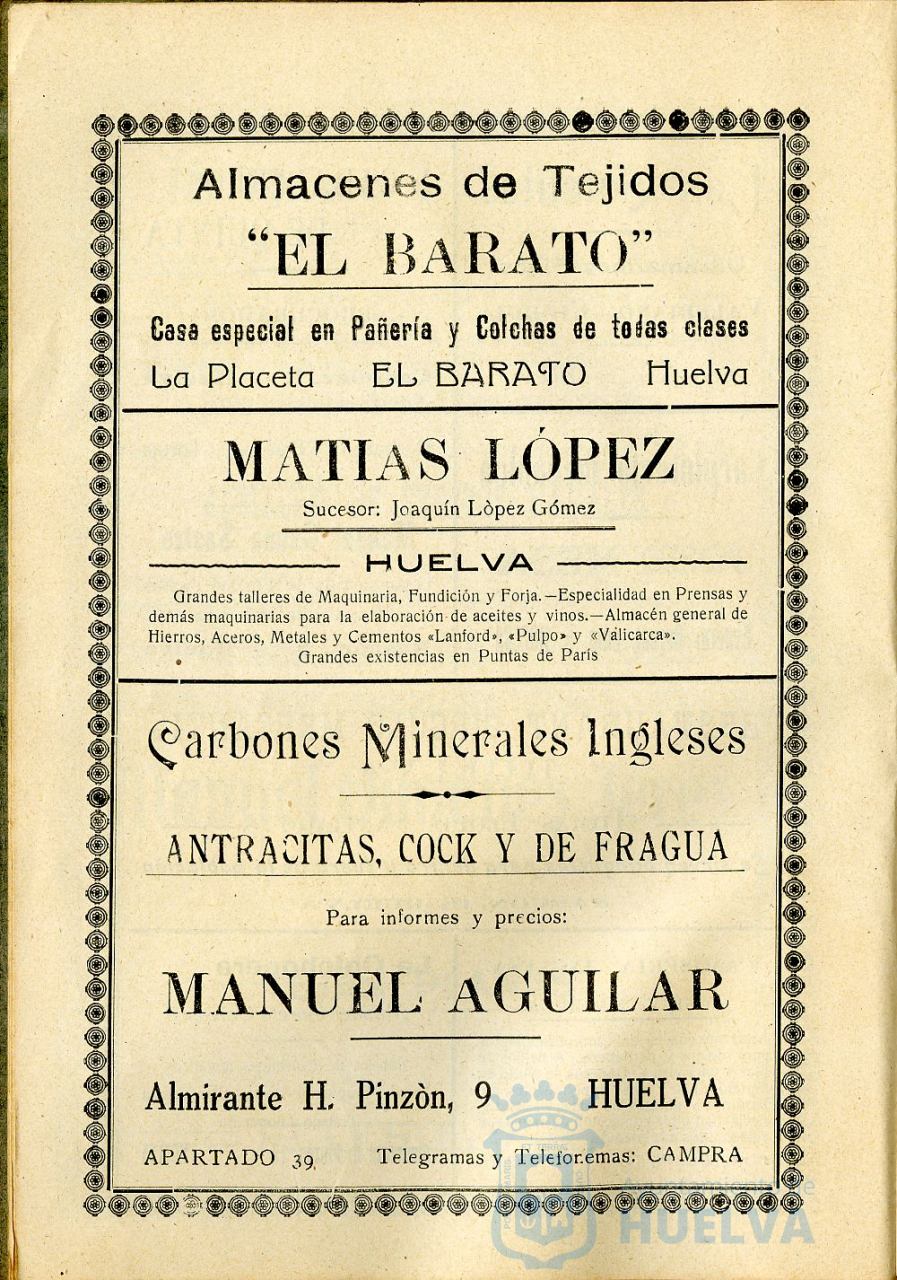 Almacenes de Tejidos
"EL BARATO"
Casa especial en Pañería y Colchas de todas clases
La Placeta EL BARATO Huelva
MATIAS LÓPEZ
Sucesor: Joaquín Lòpez Gómez
HUELVA
Grandes talleres de Maquinaria, Fundición y Forja.—Especialidad en Prensas y
demás maquinarias para la elaboración de aceites y vinos.—Almacén general de
Hierros, Aceros, Metales y Cementos «Lanford», «Pulpo» y «Valicarca».
Grandes existencias en Puntas de París
Carbones Minerales Ingleses
ANTRACITAS, COCK Y DE FRAGUA
Para informes y precios:
MANUEL AGUILAR
Almirante H. Pinzòn, 9 HUELVA
APARTADO 39 Telegramas y Telefonemas: CAMPRA
HUELVA